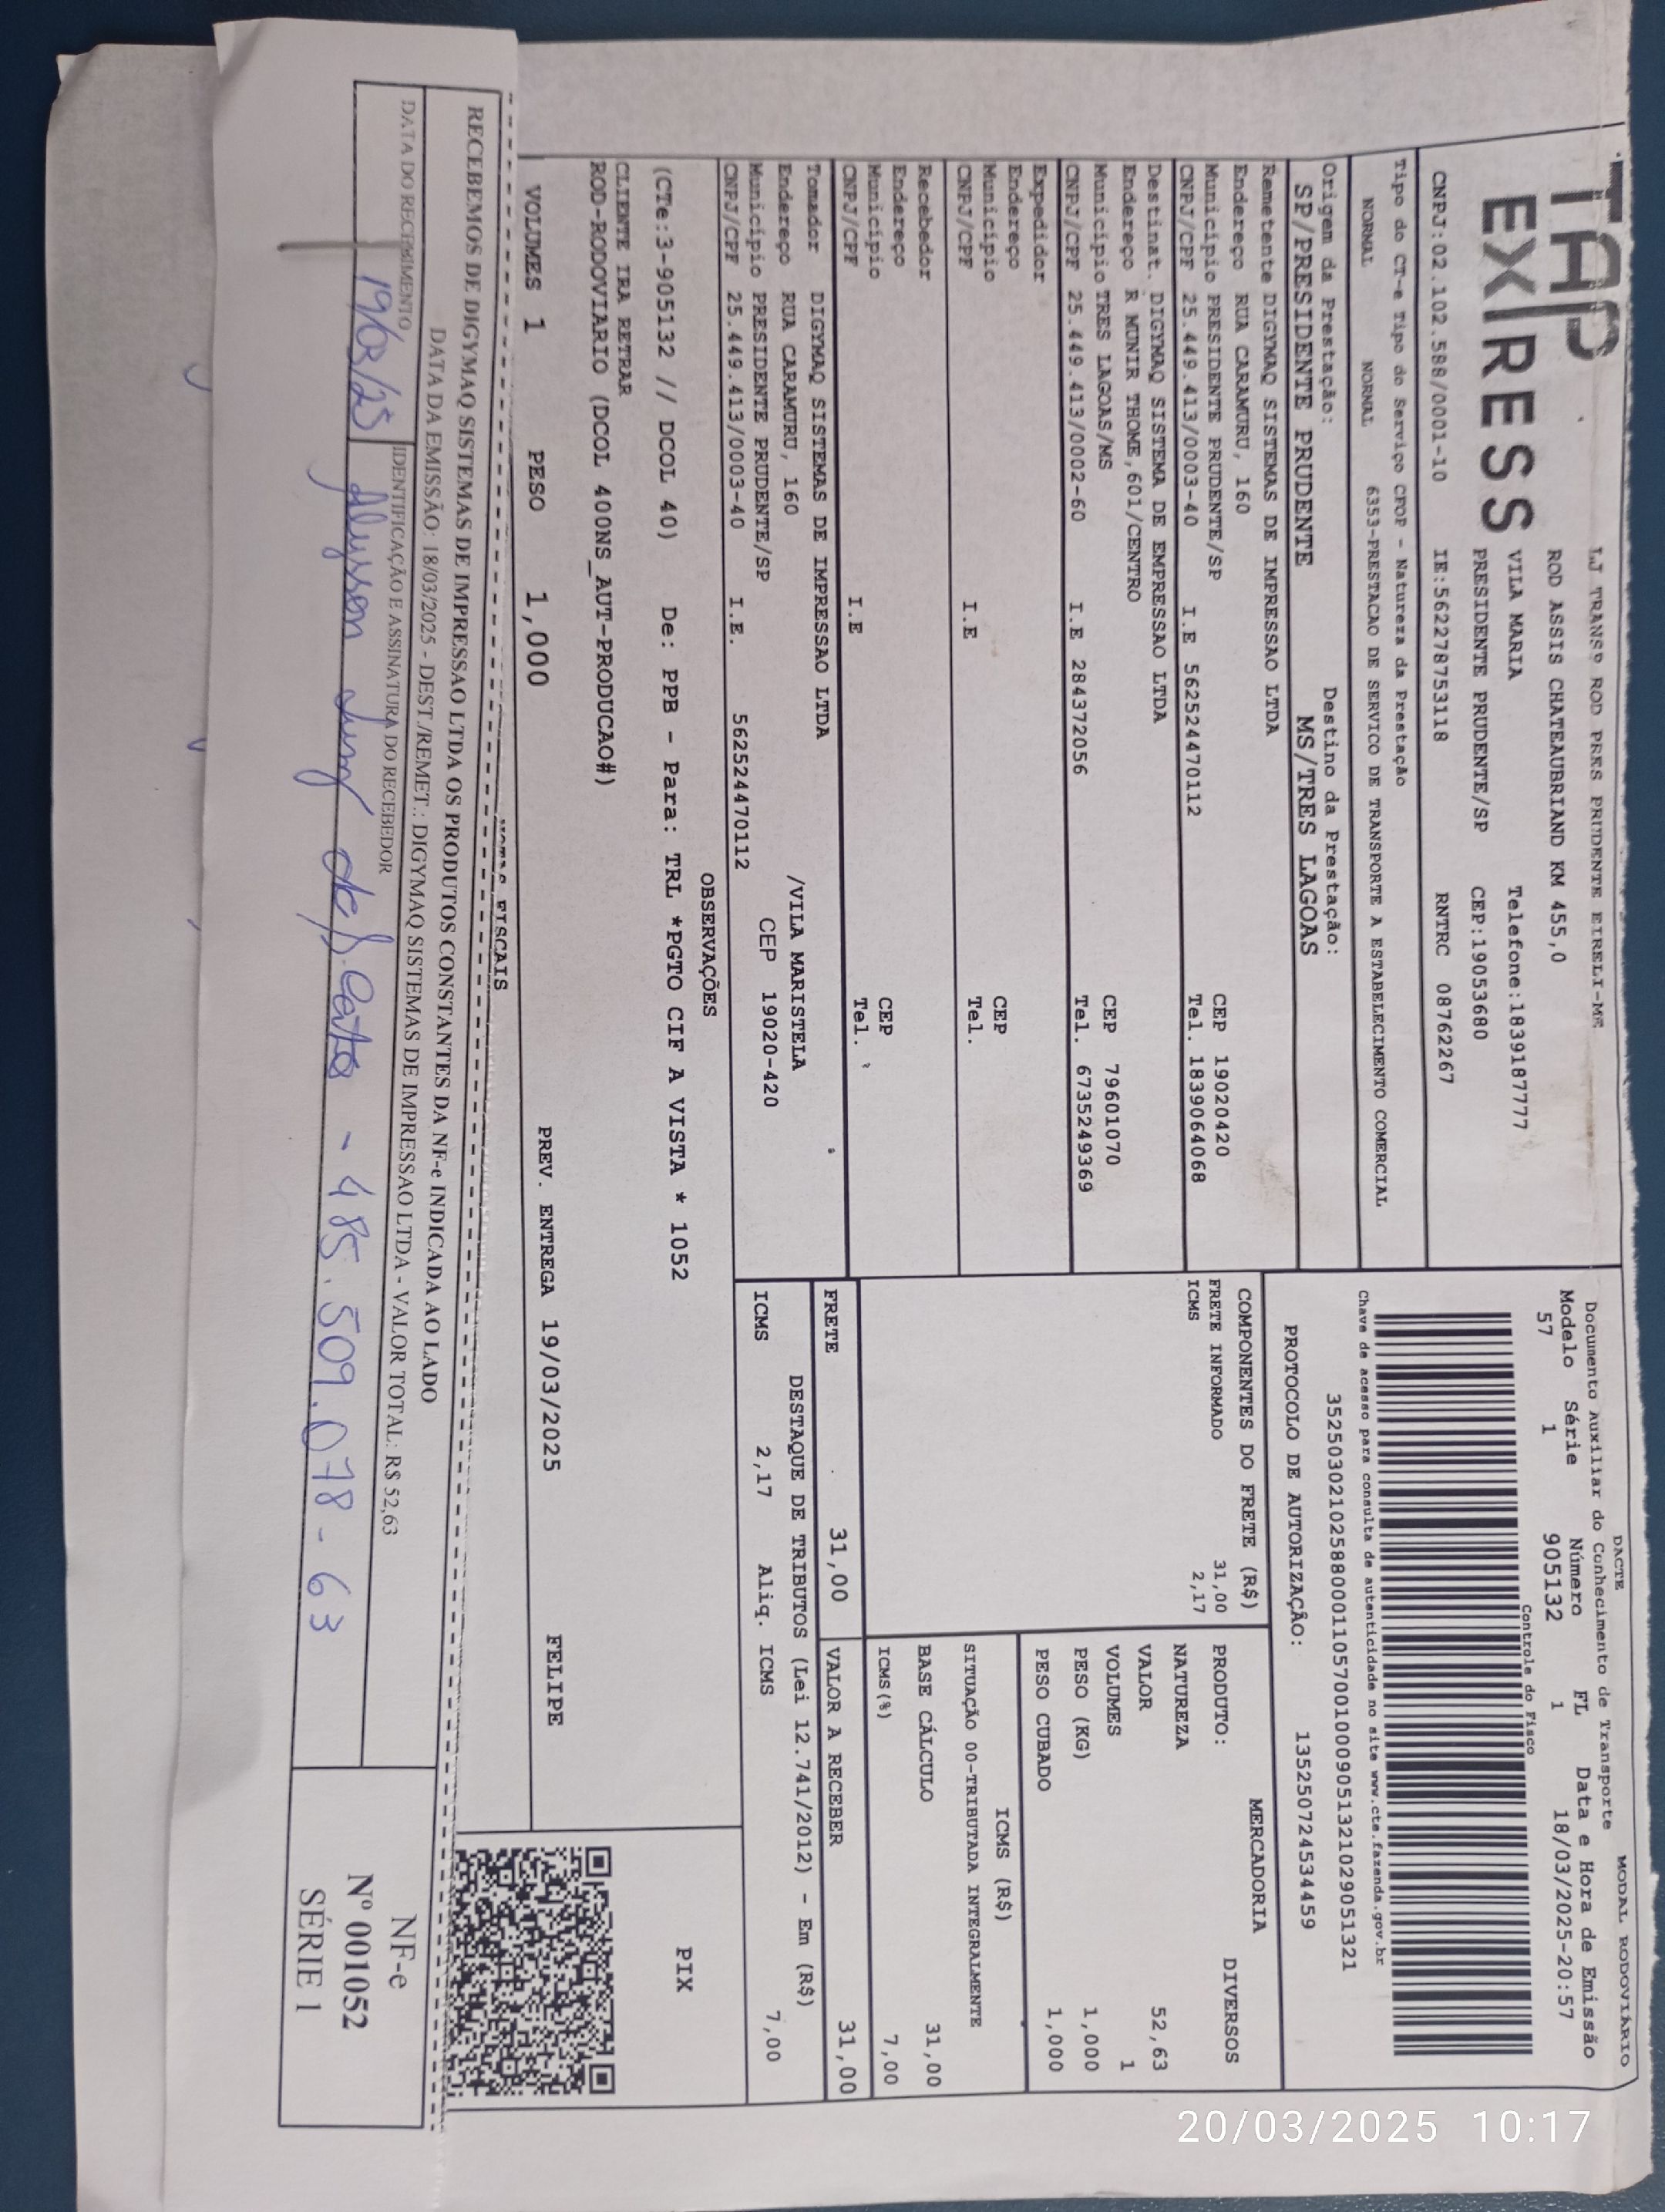 TAP
EXPRESS
LJ TRANSP ROD PRES PRUDENTE EIRELI-ME
ROD ASSIS CHATEAUBRIAND KM 455,0
VILA MARIA Telefone:1839187777
PRESIDENTE PRUDENTE/SP CEP:19053680
CNPJ:02.102.588/0001-10 IE:562278753118 RNTRC 08762267
DACTE MODAL RODOVIÁRIO
Documento Auxiliar do Conhecimento de Transporte
Modelo Série Número FL Data e Hora de Emissão
57 1 905132 1 18/03/2025-20:57
Controle do Fisco
Chave de acesso para consulta de autenticidade no site www.cte.fazenda.gov.br
PROTOCOLO DE AUTORIZAÇÃO: 135250724534459
Tipo do CT-e Tipo do Serviço CFOP - Natureza da Prestação
NORMAL NORMAL 6353-PRESTACAO DE SERVICO DE TRANSPORTE A ESTABELECIMENTO COMERCIAL
Origem da Prestação: Destino da Prestação:
SP/PRESIDENTE PRUDENTE MS/TRES LAGOAS
Remetente DIGYMAQ SISTEMAS DE IMPRESSAO LTDA
Endereço RUA CARAMURU, 160
Município PRESIDENTE PRUDENTE/SP CEP 19020420
CNPJ/CPF 25.449.413/0003-40 I.E 562524470112 Tel. 1839064068
Destinat. DIGYMAQ SISTEMA DE EMPRESSAO LTDA
Endereço R MUNIR THOME,601/CENTRO
Município TRES LAGOAS/MS CEP 79601070
CNPJ/CPF 25.449.413/0002-60 I.E 284372056 Tel. 6735249369
Expedidor
Endereço
Município CEP
CNPJ/CPF I.E Tel.
Recebedor
Endereço
Município CEP
CNPJ/CPF I.E Tel.
Tomador DIGYMAQ SISTEMAS DE IMPRESSAO LTDA
Endereço RUA CARAMURU, 160 /VILA MARISTELA
Município PRESIDENTE PRUDENTE/SP CEP 19020-420
CNPJ/CPF 25.449.413/0003-40 I.E. 562524470112
COMPONENTES DO FRETE (R$)
FRETE INFORMADO 31,00
ICMS 2,17
MERCADORIA
PRODUTO: DIVERSOS
NATUREZA
VALOR 52,63
VOLUMES 1
PESO (KG) 1,000
PESO CUBADO 1,000
ICMS (R$)
SITUAÇÃO 00-TRIBUTADA INTEGRALMENTE
BASE CÁLCULO 31,00
ICMS(%) 7,00
FRETE 31,00 VALOR A RECEBER 31,00
DESTAQUE DE TRIBUTOS (Lei 12.741/2012) - Em (R$)
ICMS 2,17 Aliq. ICMS 7,00
OBSERVAÇÕES
(CTe:3-905132 // DCOL 40) De: PPB - Para: TRL *PGTO CIF A VISTA * 1052
CLIENTE IRA RETRAR
ROD-RODOVIARIO (DCOL 400NS_AUT-PRODUCAO#)
PIX
VOLUMES 1 PESO 1,000 PREV. ENTREGA 19/03/2025 FELIPE
FISCAIS
RECEBEMOS DE DIGYMAQ SISTEMAS DE IMPRESSAO LTDA OS PRODUTOS CONSTANTES DA NF-e INDICADA AO LADO
DATA DA EMISSÃO: 18/03/2025 - DEST./REMET.: DIGYMAQ SISTEMAS DE IMPRESSAO LTDA - VALOR TOTAL: R$ 52,63
DATA DO RECEBIMENTO IDENTIFICAÇÃO E ASSINATURA DO RECEBEDOR
19/03/25 Alysson - 485.509.078-63
NF-e
Nº 001052
SÉRIE 1
20/03/2025 10:17